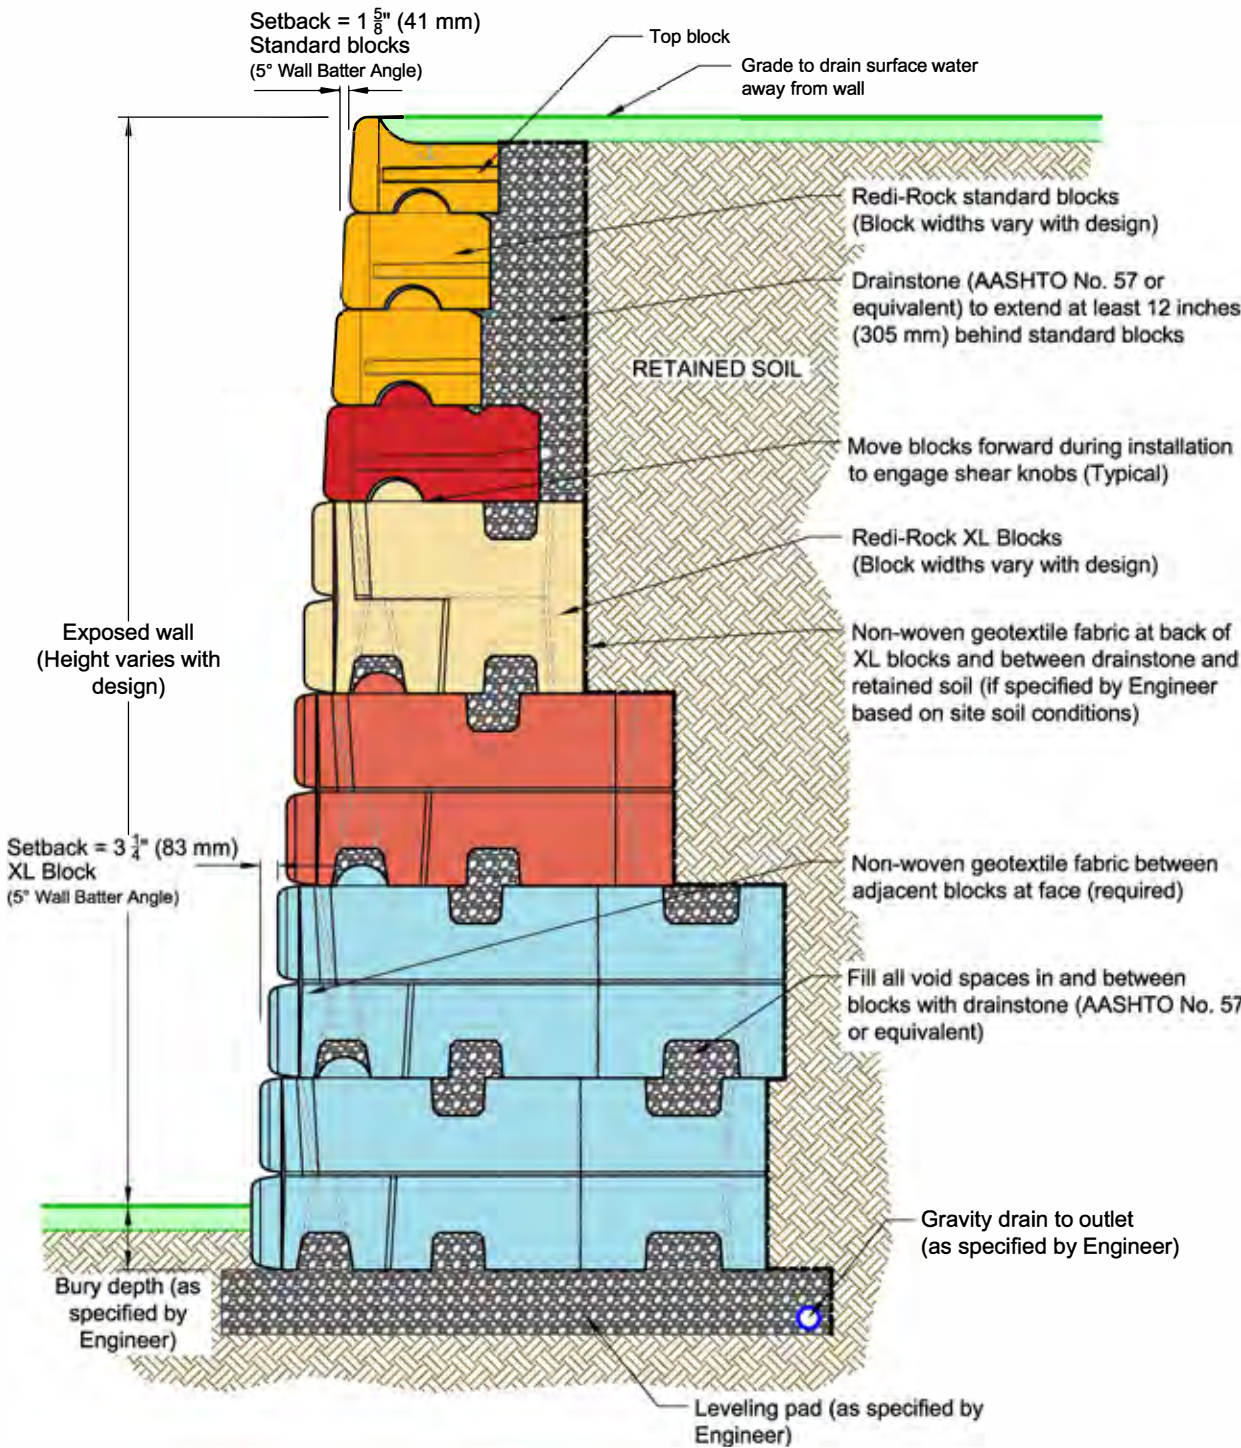 Setback = 1 5/8" (41 mm)
Standard blocks
(5° Wall Batter Angle)
Top block
Grade to drain surface water
away from wall
Redi-Rock standard blocks
(Block widths vary with design)
Drainstone (AASHTO No. 57 or
equivalent) to extend at least 12 inches
(305 mm) behind standard blocks
RETAINED SOIL
Move blocks forward during installation
to engage shear knobs (Typical)
Redi-Rock XL Blocks
(Block widths vary with design)
Exposed wall
(Height varies with
design)
Non-woven geotextile fabric at back of
XL blocks and between drainstone and
retained soil (if specified by Engineer
based on site soil conditions)
Setback = 3 1/4" (83 mm)
XL Block
(5° Wall Batter Angle)
Non-woven geotextile fabric between
adjacent blocks at face (required)
Fill all void spaces in and between
blocks with drainstone (AASHTO No. 57
or equivalent)
Gravity drain to outlet
(as specified by Engineer)
Bury depth (as
specified by
Engineer)
Leveling pad (as specified by
Engineer)